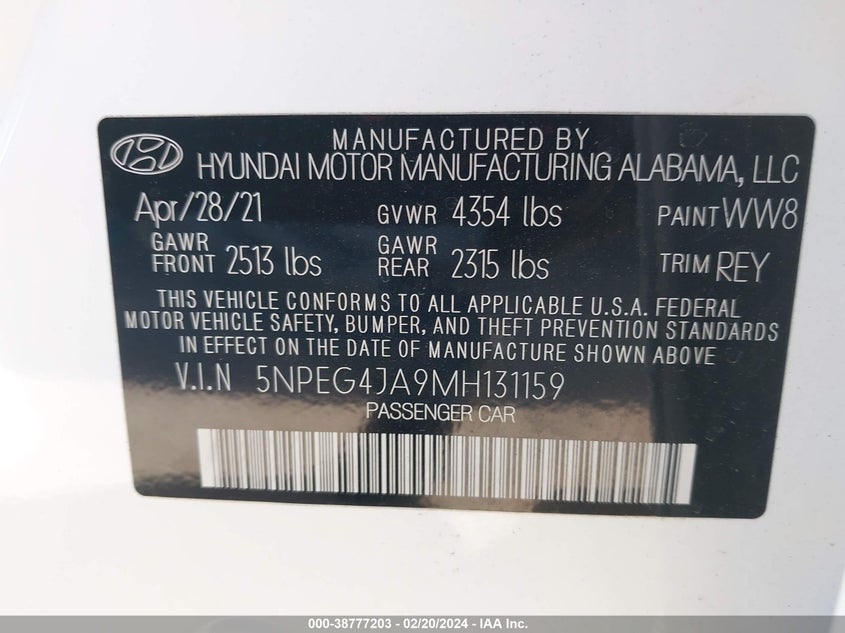 MANUFACTURED BY
HYUNDAI MOTOR MANUFACTURING ALABAMA, LLC
Apr/28/21 GVWR 4354 lbs PAINT WW8
GAWR FRONT 2513 lbs GAWR REAR 2315 lbs TRIM REY
THIS VEHICLE CONFORMS TO ALL APPLICABLE U.S.A. FEDERAL
MOTOR VEHICLE SAFETY, BUMPER, AND THEFT PREVENTION STANDARDS
IN EFFECT ON THE DATE OF MANUFACTURE SHOWN ABOVE
V.I.N 5NPEG4JA9MH131159
PASSENGER CAR
000-38777203 - 02/20/2024 - IAA Inc.